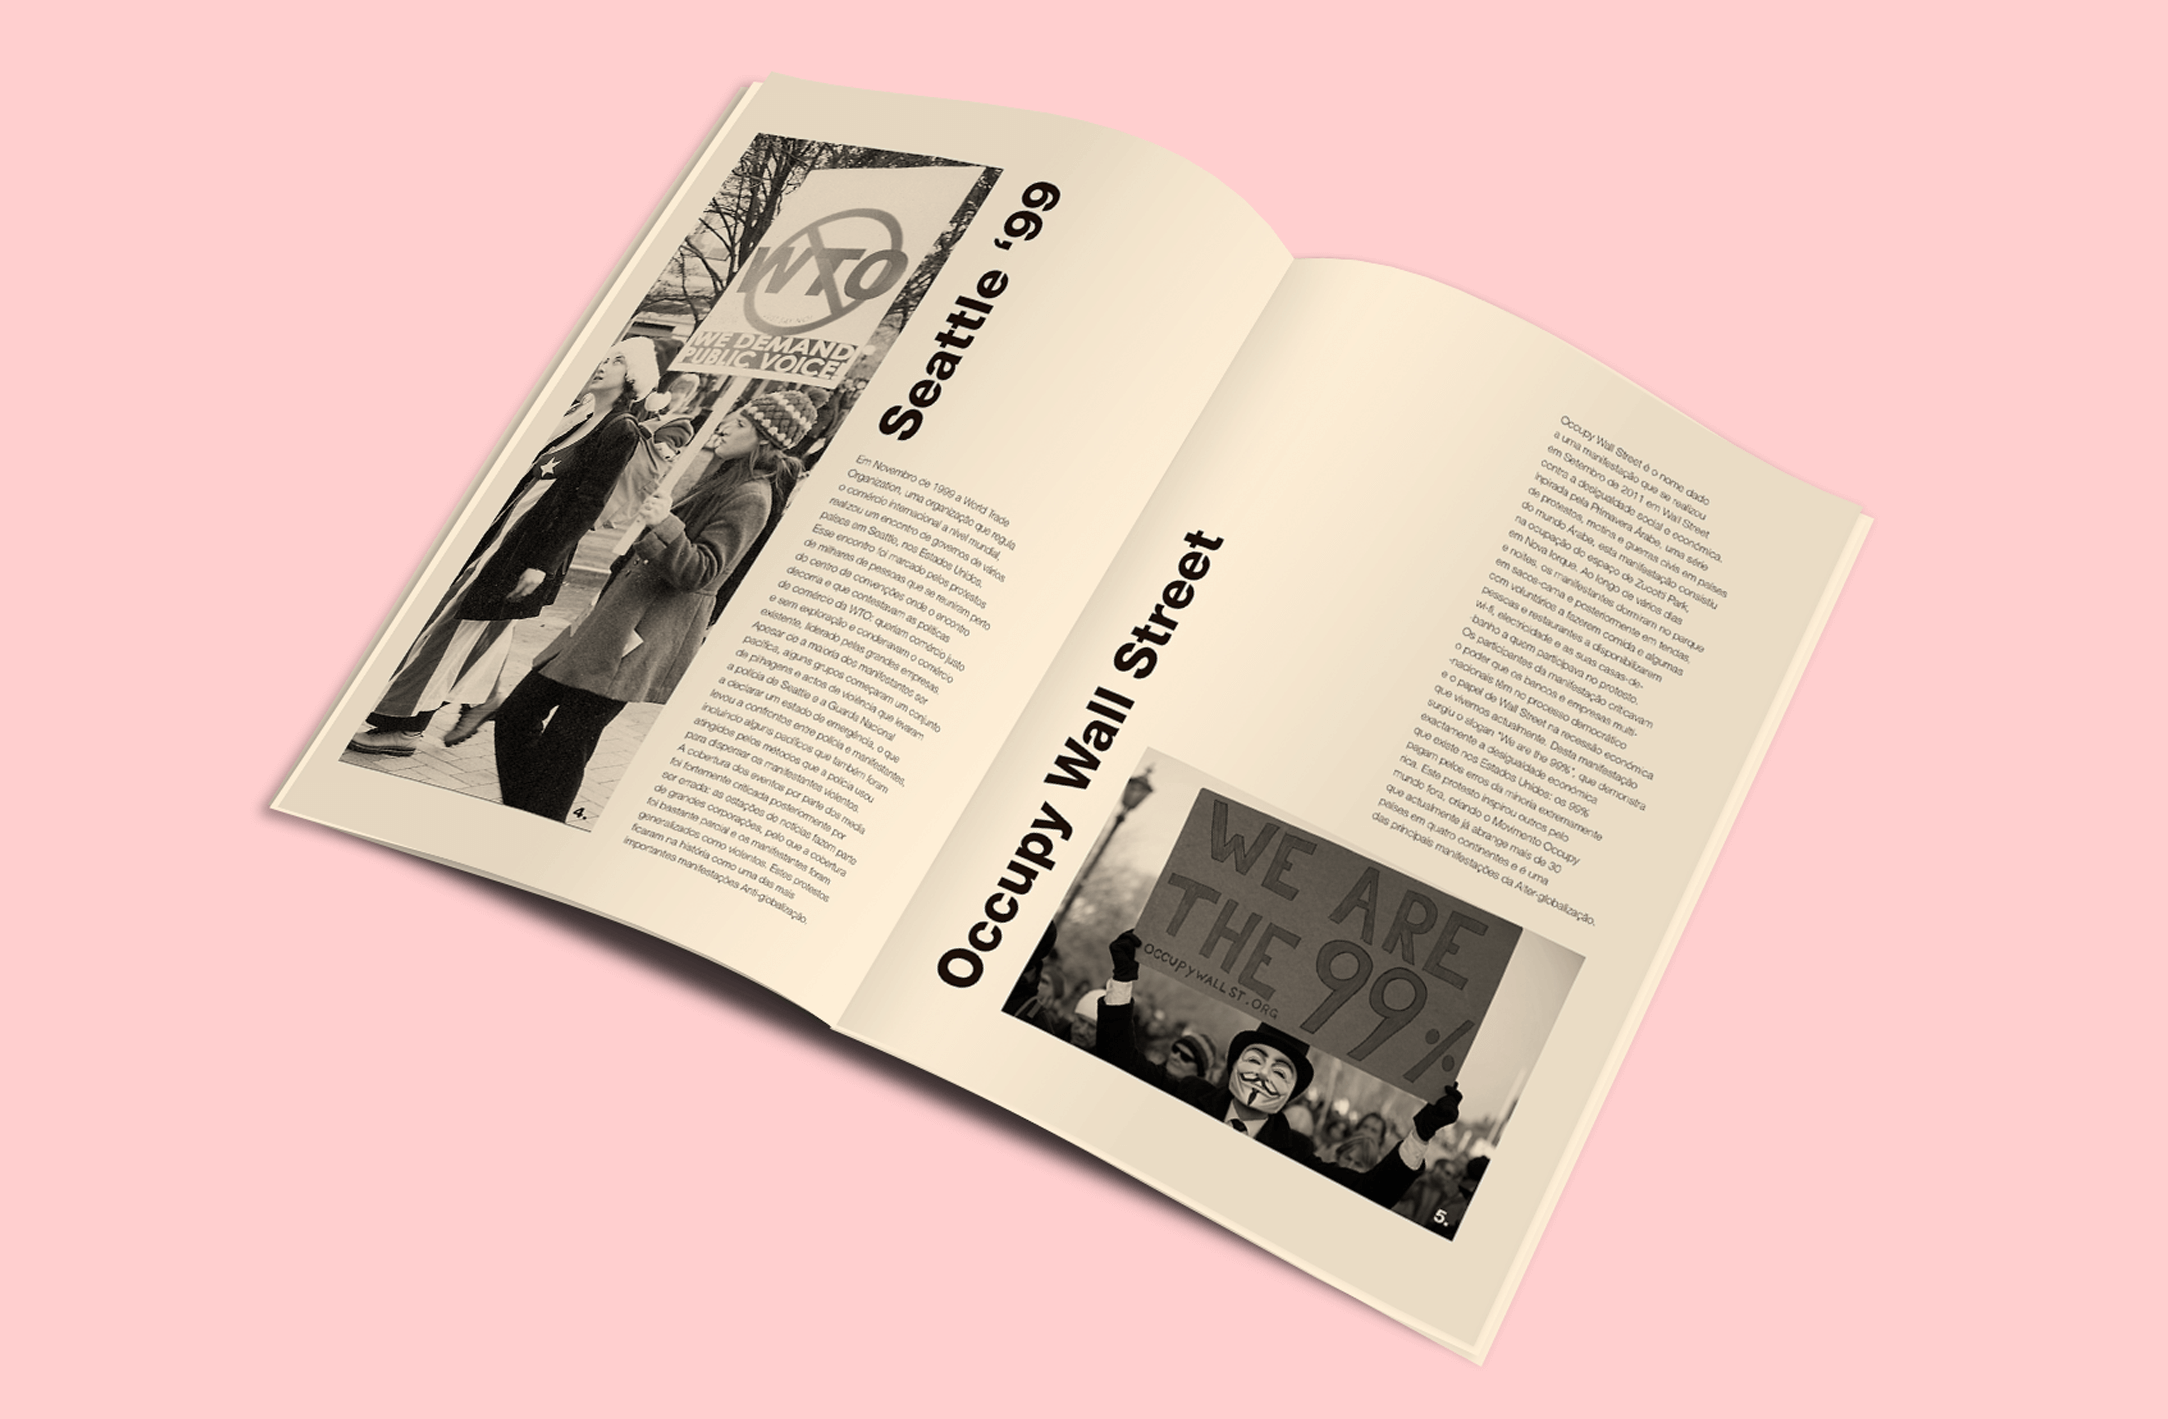 WTO
WE DEMAND
PUBLIC VOICE!
4.
Seattle ‘99
Em Novembro de 1999 a World Trade
Organization, uma organização que regula
o comércio internacional a nível mundial,
realizou um encontro de governos de vários
países em Seattle, nos Estados Unidos.
Esse encontro foi marcado pelos protestos
de milhares de pessoas que se reuniram perto
do centro de convenções onde o encontro
decorria e que contestavam as políticas
de comércio da WTO: queriam comércio justo
e sem exploração e condenavam o comércio
existente, liderado pelas grandes empresas.
Apesar de a maioria dos manifestantes ser
pacífica, alguns grupos começaram um conjunto
de pilhagens e actos de violência que levaram
a polícia de Seattle e a Guarda Nacional
a declarar um estado de emergência, o que
levou a confrontos entre polícia e manifestantes,
incluíndo alguns pacíficos que também foram
atingidos pelos métodos que a polícia usou
para dispersar os manifestantes violentos.
A cobertura dos eventos por parte dos media
foi fortemente criticada posteriormente por
ser errada: as estações de notícias fazem parte
de grandes corporações, pelo que a cobertura
foi bastante parcial e os manifestantes foram
generalizados como violentos. Estes protestos
ficaram na história como uma das mais
importantes manifestações Anti-globalização.
Occupy Wall Street
Occupy Wall Street é o nome dado
a uma manifestação que se realizou
em Setembro de 2011 em Wall Street
contra a desigualdade social e económica.
Inpirada pela Primavera Árabe, uma série
de protestos, motins e guerras civis em países
do mundo Árabe, esta manifestação consistiu
na ocupação do espaço de Zucotti Park,
em Nova Iorque. Ao longo de vários dias
e noites, os manifestantes dormiram no parque
em sacos-cama e posteriormente em tendas,
com voluntários a fazerem comida e algumas
pessoas e restaurantes a disponibilizarem
wi-fi, electricidade e as suas casas-de-
-banho a quem participava no protesto.
Os participantes da manifestação criticavam
o poder que os bancos e empresas multi-
-nacionais têm no processo democrático
e o papel de Wall Street na recessão económica
que vivemos actualmente. Desta manifestação
surgiu o slogan "We are the 99%", que demonstra
exactamente a desigualdade económica
que existe nos Estados Unidos: os 99%
pagam pelos erros da minoria extremamente
rica. Este protesto inspirou outros pelo
mundo fora, criando o Movimento Occupy
que actualmente já abrange mais de 30
países em quatro continentes e é uma
das principais manifestações da Alter-globalização.
WE ARE
THE 99%
OCCUPYWALLST.ORG
5.